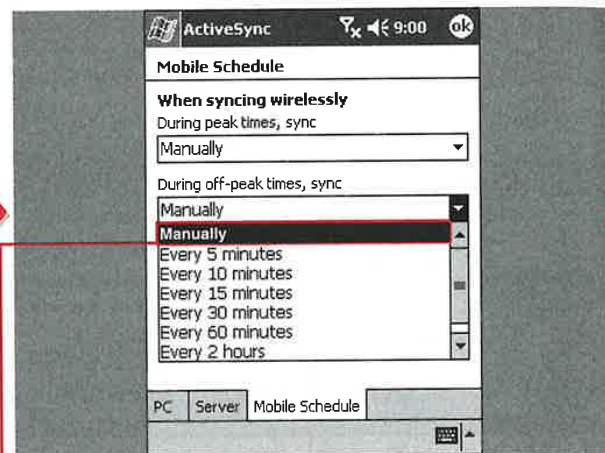 ActiveSync 9:00 ok
Mobile Schedule
When syncing wirelessly
During peak times, sync
Manually
During off-peak times, sync
Manually
Manually
Every 5 minutes
Every 10 minutes
Every 15 minutes
Every 30 minutes
Every 60 minutes
Every 2 hours
PC Server Mobile Schedule